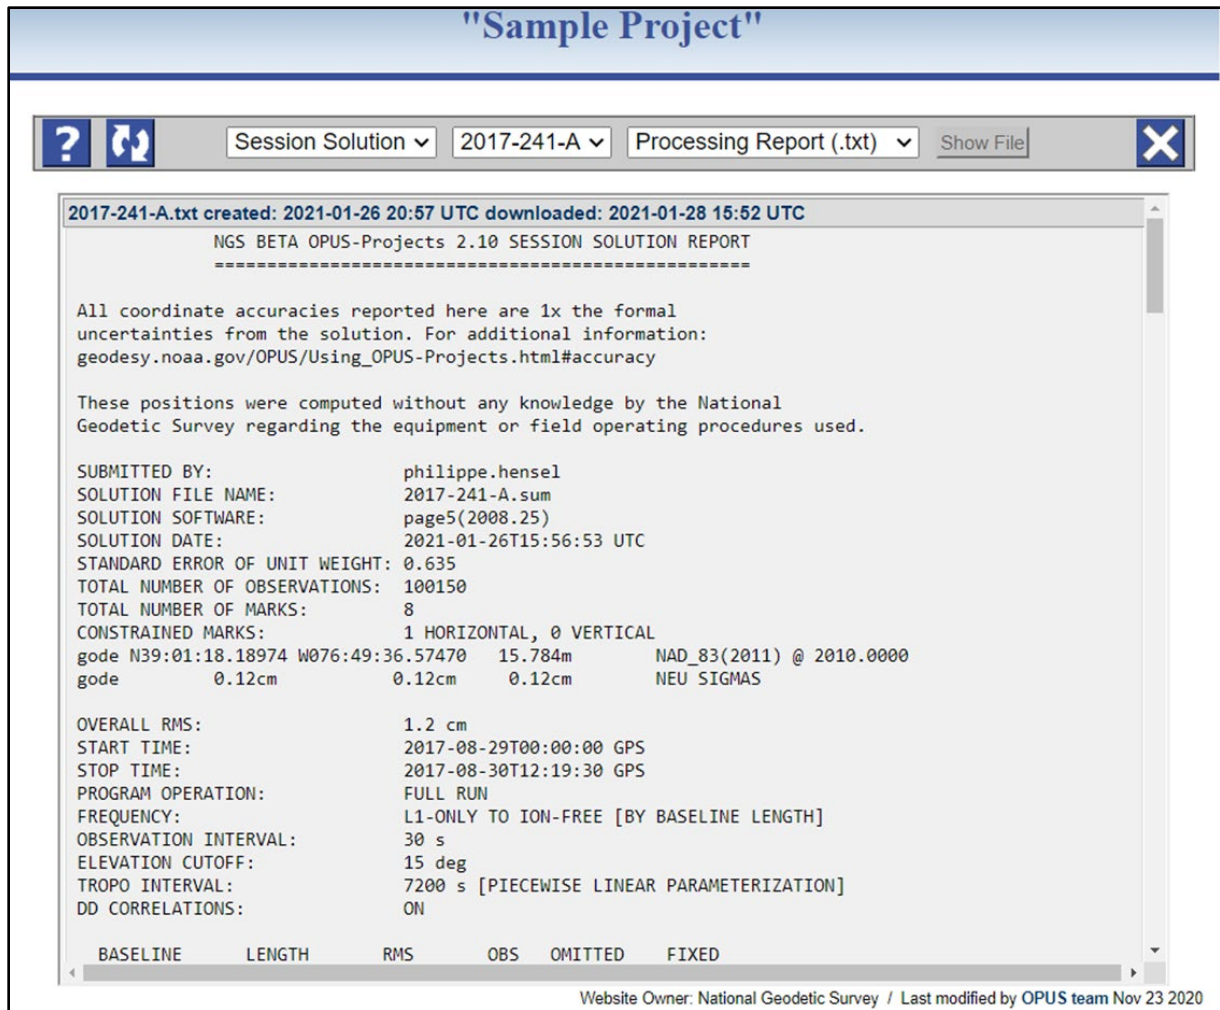 "Sample Project"
? Session Solution 2017-241-A Processing Report (.txt) Show File X
2017-241-A.txt created: 2021-01-26 20:57 UTC downloaded: 2021-01-28 15:52 UTC
NGS BETA OPUS-Projects 2.10 SESSION SOLUTION REPORT
===================================================
All coordinate accuracies reported here are 1x the formal
uncertainties from the solution. For additional information:
geodesy.noaa.gov/OPUS/Using_OPUS-Projects.html#accuracy
These positions were computed without any knowledge by the National
Geodetic Survey regarding the equipment or field operating procedures used.
SUBMITTED BY: philippe.hensel
SOLUTION FILE NAME: 2017-241-A.sum
SOLUTION SOFTWARE: page5(2008.25)
SOLUTION DATE: 2021-01-26T15:56:53 UTC
STANDARD ERROR OF UNIT WEIGHT: 0.635
TOTAL NUMBER OF OBSERVATIONS: 100150
TOTAL NUMBER OF MARKS: 8
CONSTRAINED MARKS: 1 HORIZONTAL, 0 VERTICAL
gode N39:01:18.18974 W076:49:36.57470 15.784m NAD_83(2011) @ 2010.0000
gode 0.12cm 0.12cm 0.12cm NEU SIGMAS
OVERALL RMS: 1.2 cm
START TIME: 2017-08-29T00:00:00 GPS
STOP TIME: 2017-08-30T12:19:30 GPS
PROGRAM OPERATION: FULL RUN
FREQUENCY: L1-ONLY TO ION-FREE [BY BASELINE LENGTH]
OBSERVATION INTERVAL: 30 s
ELEVATION CUTOFF: 15 deg
TROPO INTERVAL: 7200 s [PIECEWISE LINEAR PARAMETERIZATION]
DD CORRELATIONS: ON
BASELINE LENGTH RMS OBS OMITTED FIXED
Website Owner: National Geodetic Survey / Last modified by OPUS team Nov 23 2020